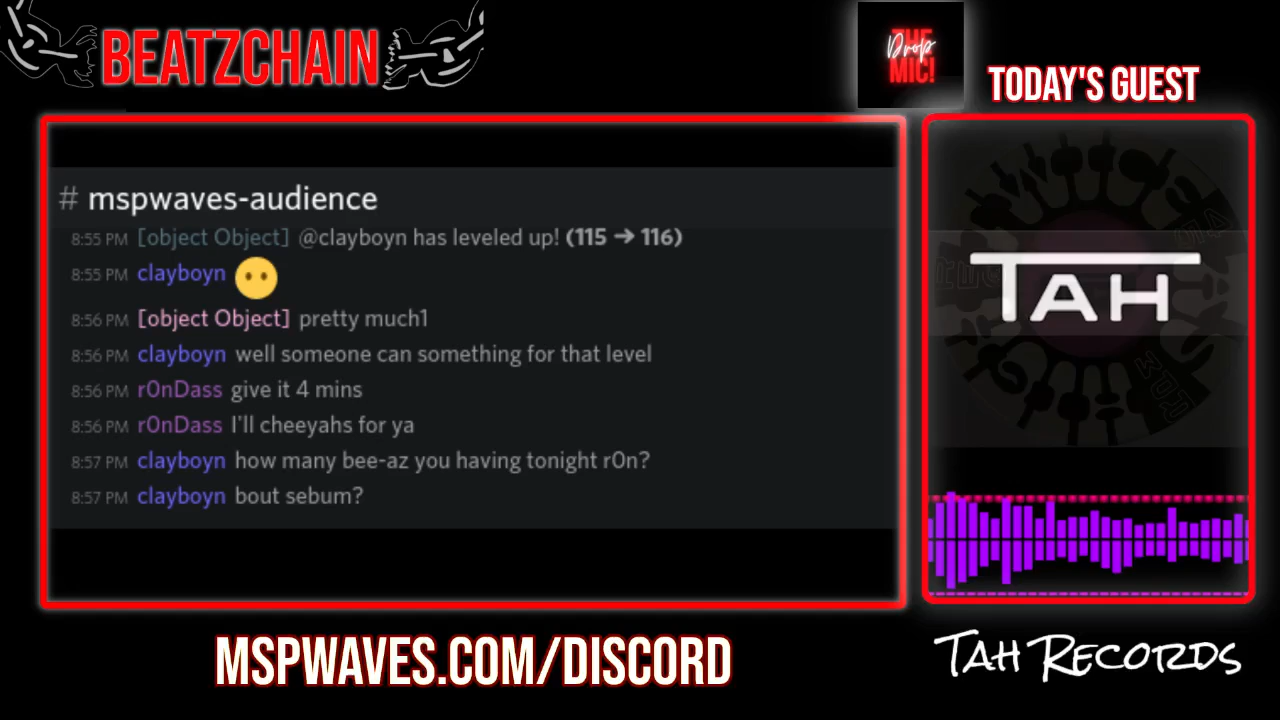 BEATZCHAIN
THE
Drop
MIC!
TODAY'S GUEST
# mspwaves-audience
8:55 PM [object Object] @clayboyn has leveled up! (115 ➔ 116)
8:55 PM clayboyn
8:56 PM [object Object] pretty much1
8:56 PM clayboyn well someone can something for that level
8:56 PM r0nDass give it 4 mins
8:56 PM r0nDass I'll cheeyahs for ya
8:57 PM clayboyn how many bee-az you having tonight r0n?
8:57 PM clayboyn bout sebum?
TAH
MSPWAVES.COM/DISCORD
TAH RECORDS